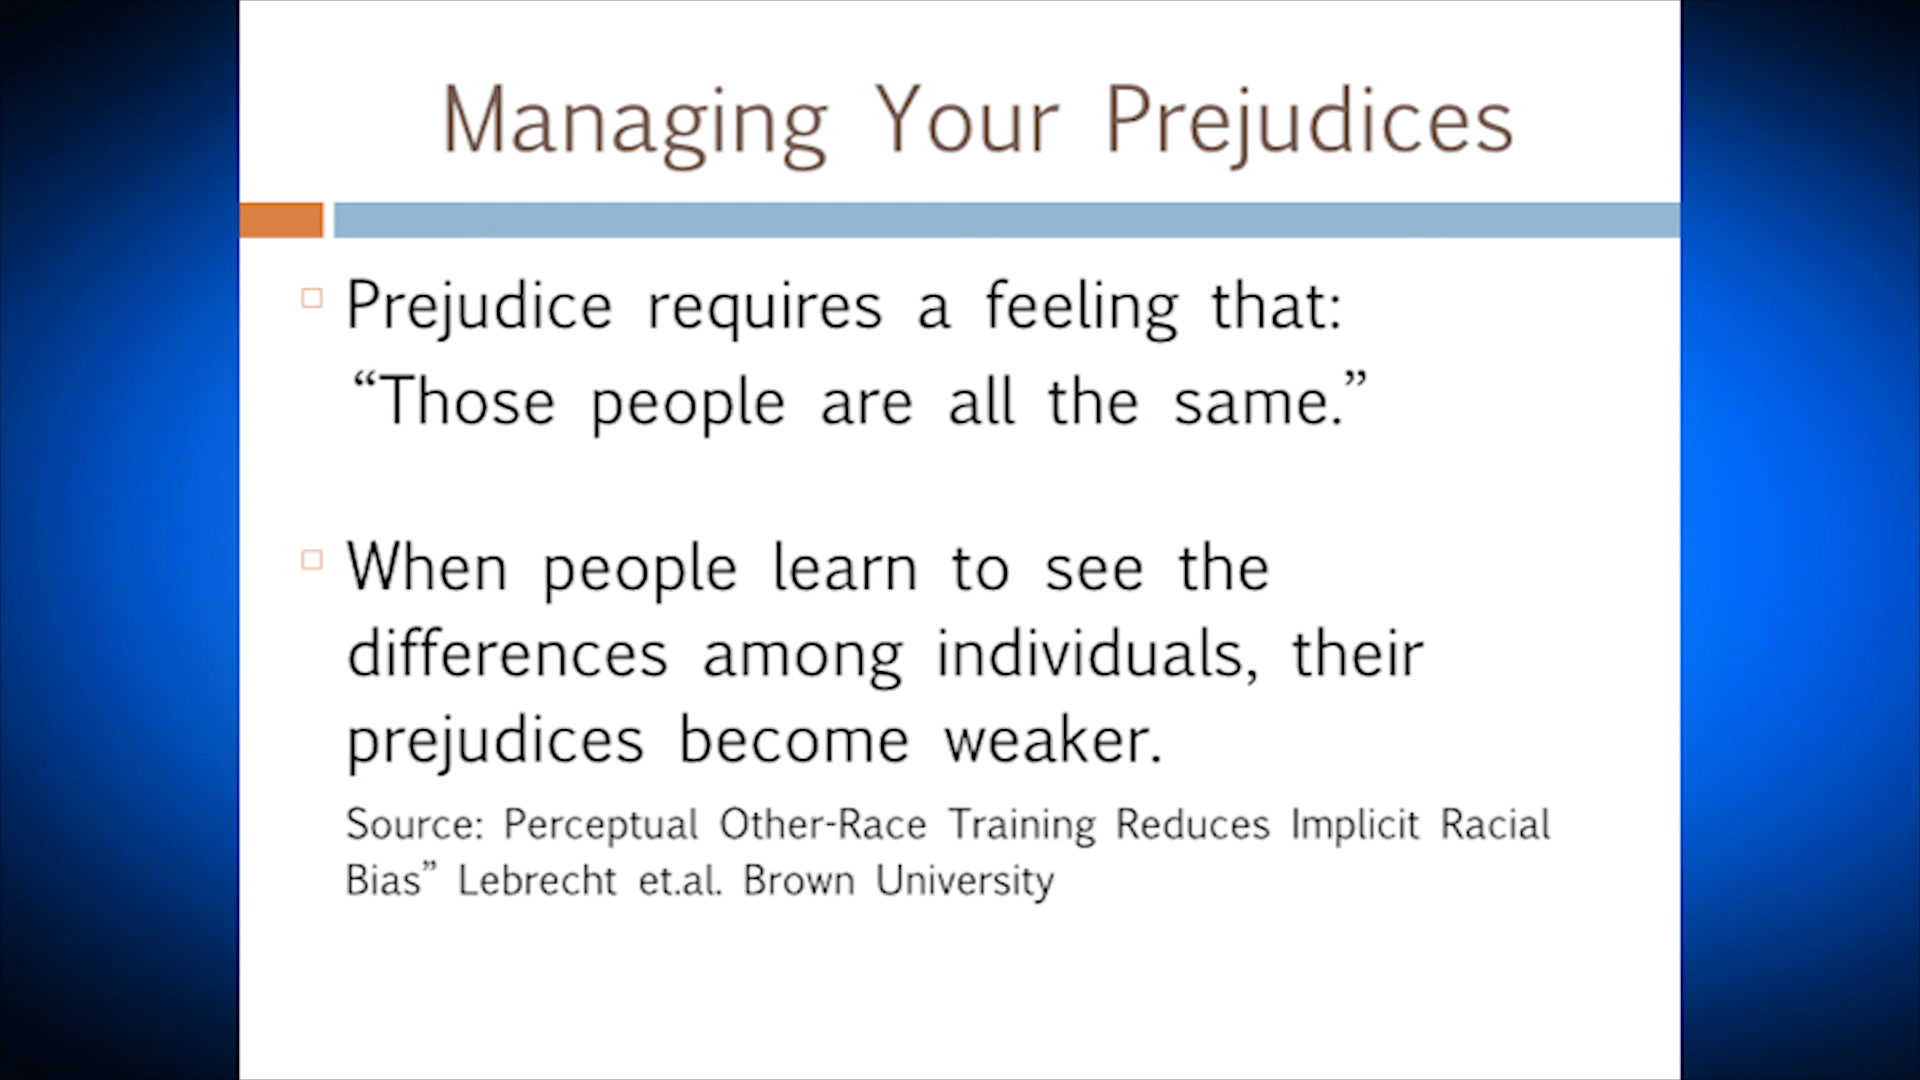 Managing Your Prejudices
Prejudice requires a feeling that:
“Those people are all the same.”
When people learn to see the
differences among individuals, their
prejudices become weaker.
Source: Perceptual Other-Race Training Reduces Implicit Racial
Bias” Lebrecht et.al. Brown University